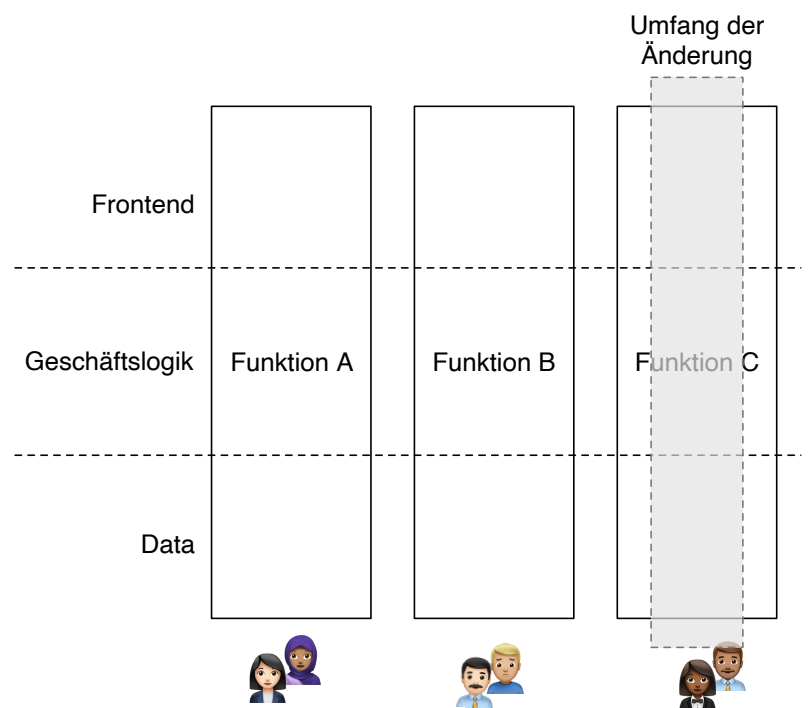 Umfang der
Änderung
Frontend
Geschäftslogik
Funktion A
Funktion B
Funktion C
Data